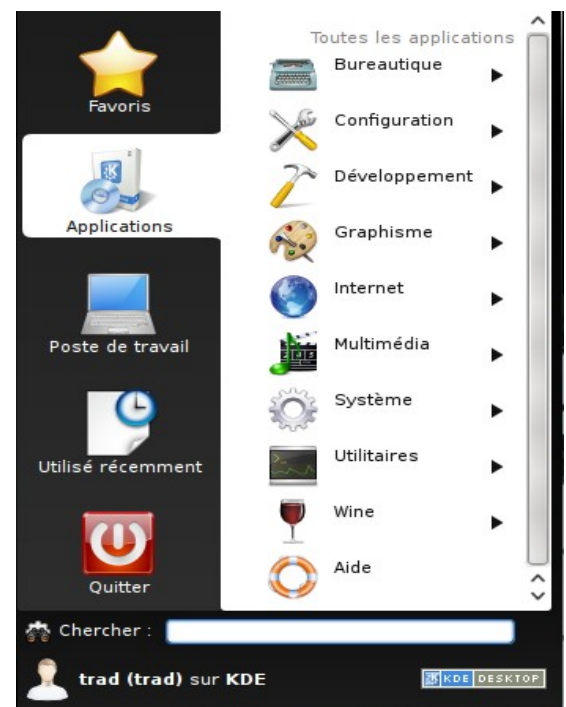 Favoris
Applications
Poste de travail
Utilisé récemment
Quitter
Toutes les applications
Bureautique
Configuration
Développement
Graphisme
Internet
Multimédia
Système
Utilitaires
Wine
Aide
Chercher :
trad (trad) sur KDE
KDE DESKTOP